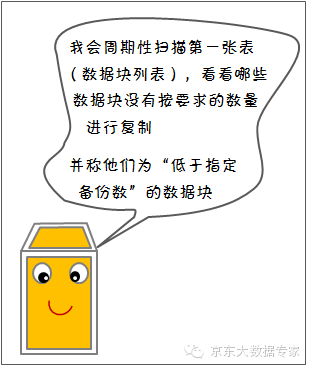 我会周期性扫描第一张表
（数据块列表），看看哪些
数据块没有按要求的数量
进行复制
并称他们为“低于指定
备份数”的数据块
京东大数据专家